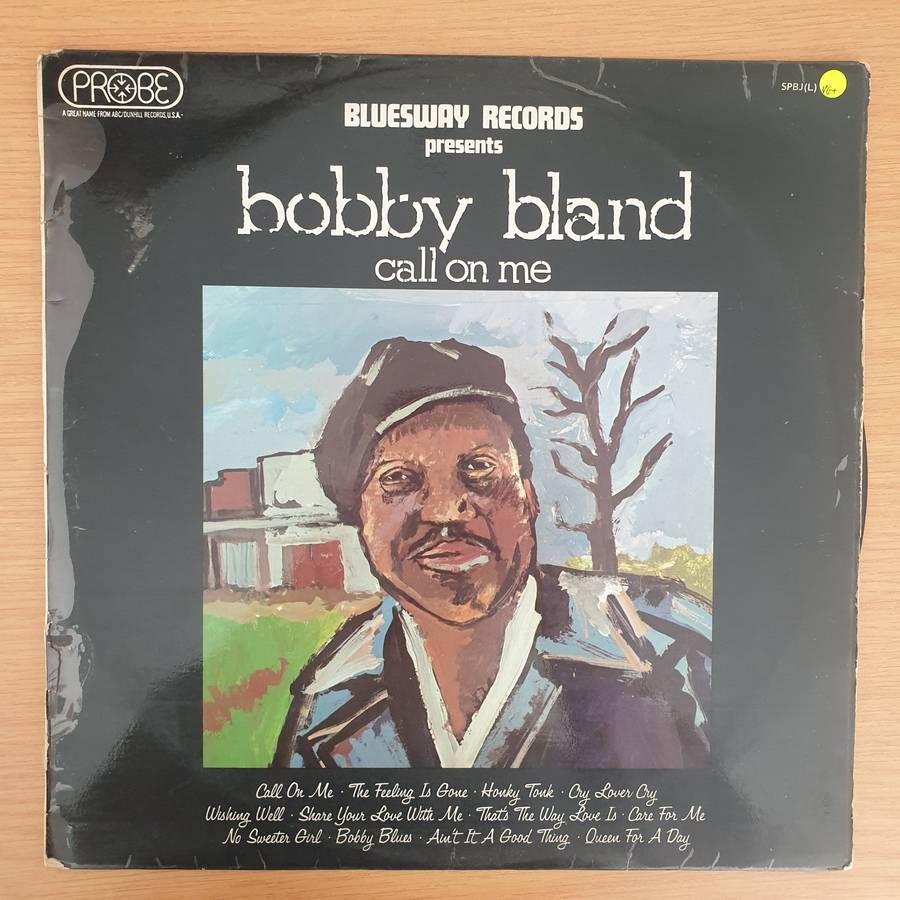 PROBE
A GREAT NAME FROM ABC/DUNHILL RECORDS, U.S.A.
SPBJ(L)
VG+
BLUESWAY RECORDS
presents
bobby bland
call on me
Call On Me · The Feeling Is Gone · Honky Tonk · Cry Lover Cry
Wishing Well · Share Your Love With Me · That's The Way Love Is · Care For Me
No Sweeter Girl · Bobby Blues · Ain't It A Good Thing · Queen For A Day